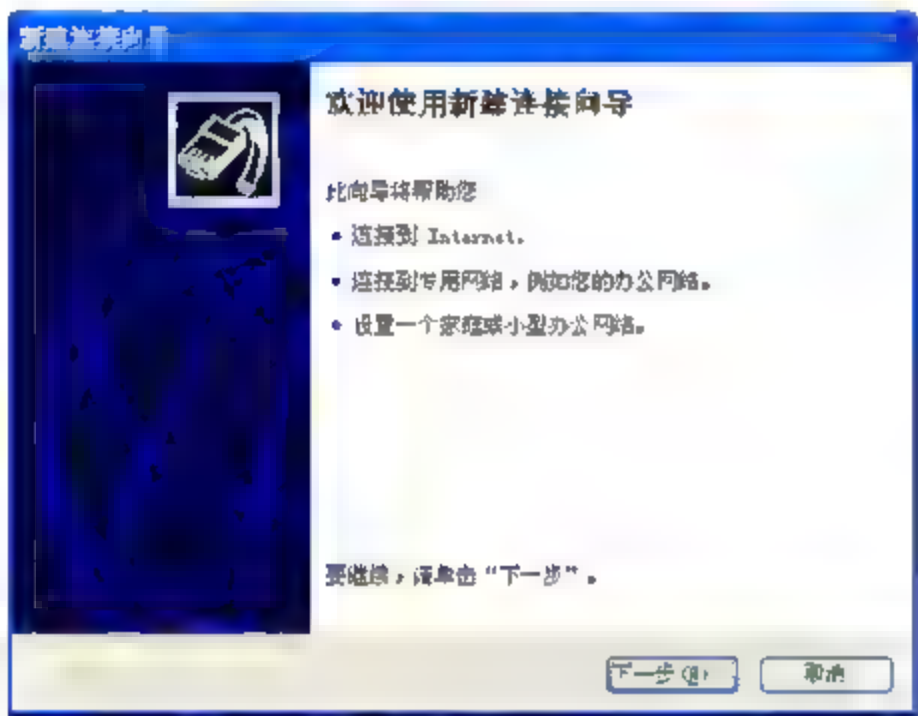 新建连接向导
欢迎使用新建连接向导
此向导将帮助您
• 连接到 Internet。
• 连接到专用网络，例如您的办公网络。
• 设置一个家庭或小型办公网络。
要继续，请单击“下一步”。
下一步(N)
取消